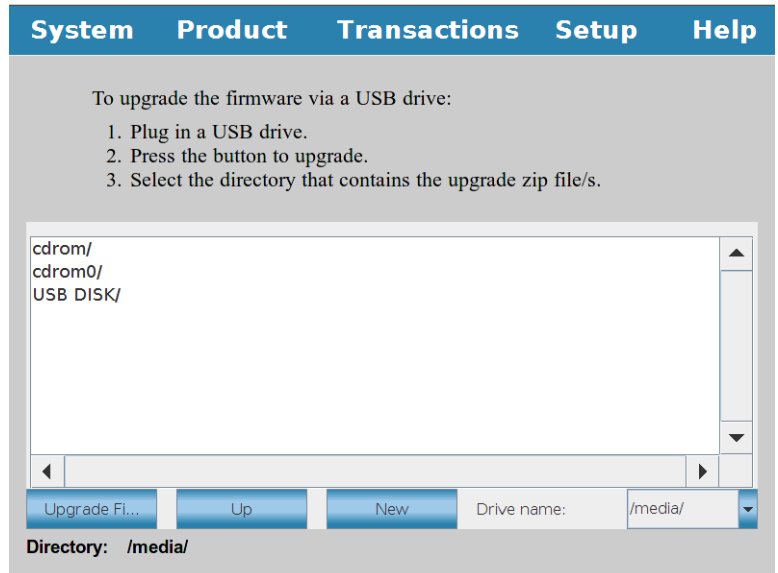 System Product Transactions Setup Help
To upgrade the firmware via a USB drive:
1. Plug in a USB drive.
2. Press the button to upgrade.
3. Select the directory that contains the upgrade zip file/s.
cdrom/
cdrom0/
USB DISK/
Upgrade Fi... Up New Drive name: /media/
Directory: /media/